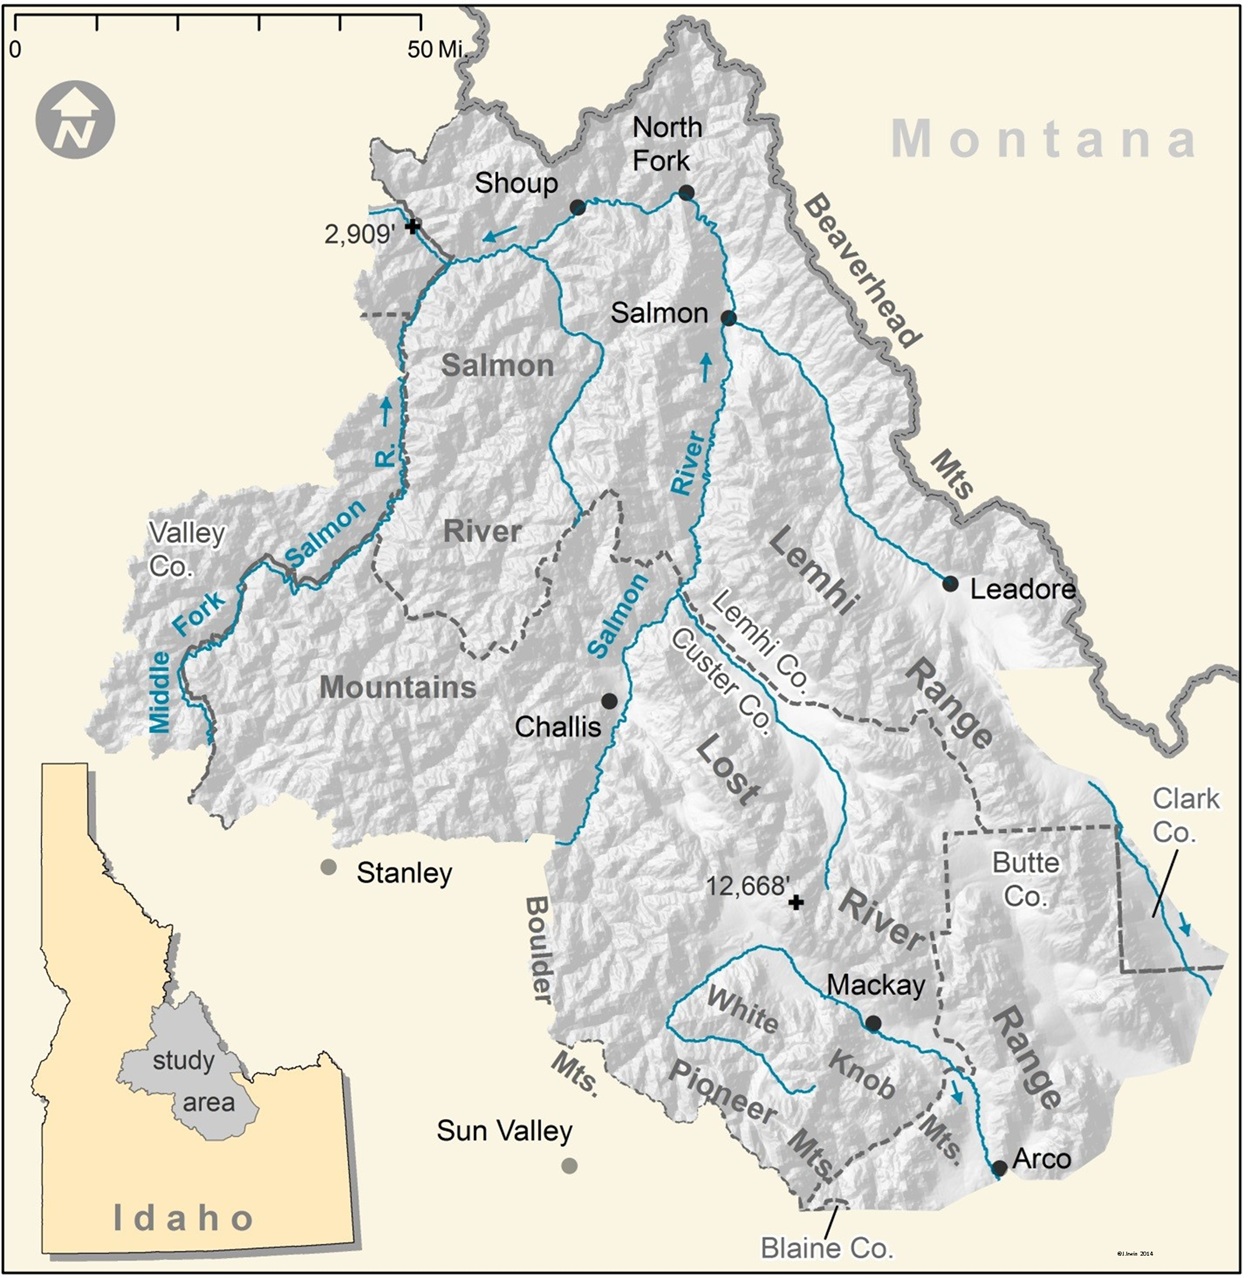 0
50 Mi.
N
Montana
North
Fork
Shoup
2,909'
Beaverhead
Mts
Salmon
Salmon
River
Mountains
River
Salmon
Valley
Co.
Middle
Fork
Salmon
R.
Lemhi
Range
Leadore
Lemhi Co.
Custer Co.
Challis
Lost
River
Range
Clark
Co.
Butte
Co.
Stanley
12,668'
Boulder
Mts.
Mackay
White
Knob
Mts.
Pioneer
Mts.
Sun Valley
Arco
Blaine Co.
study
area
Idaho
©J.Irwin 2014